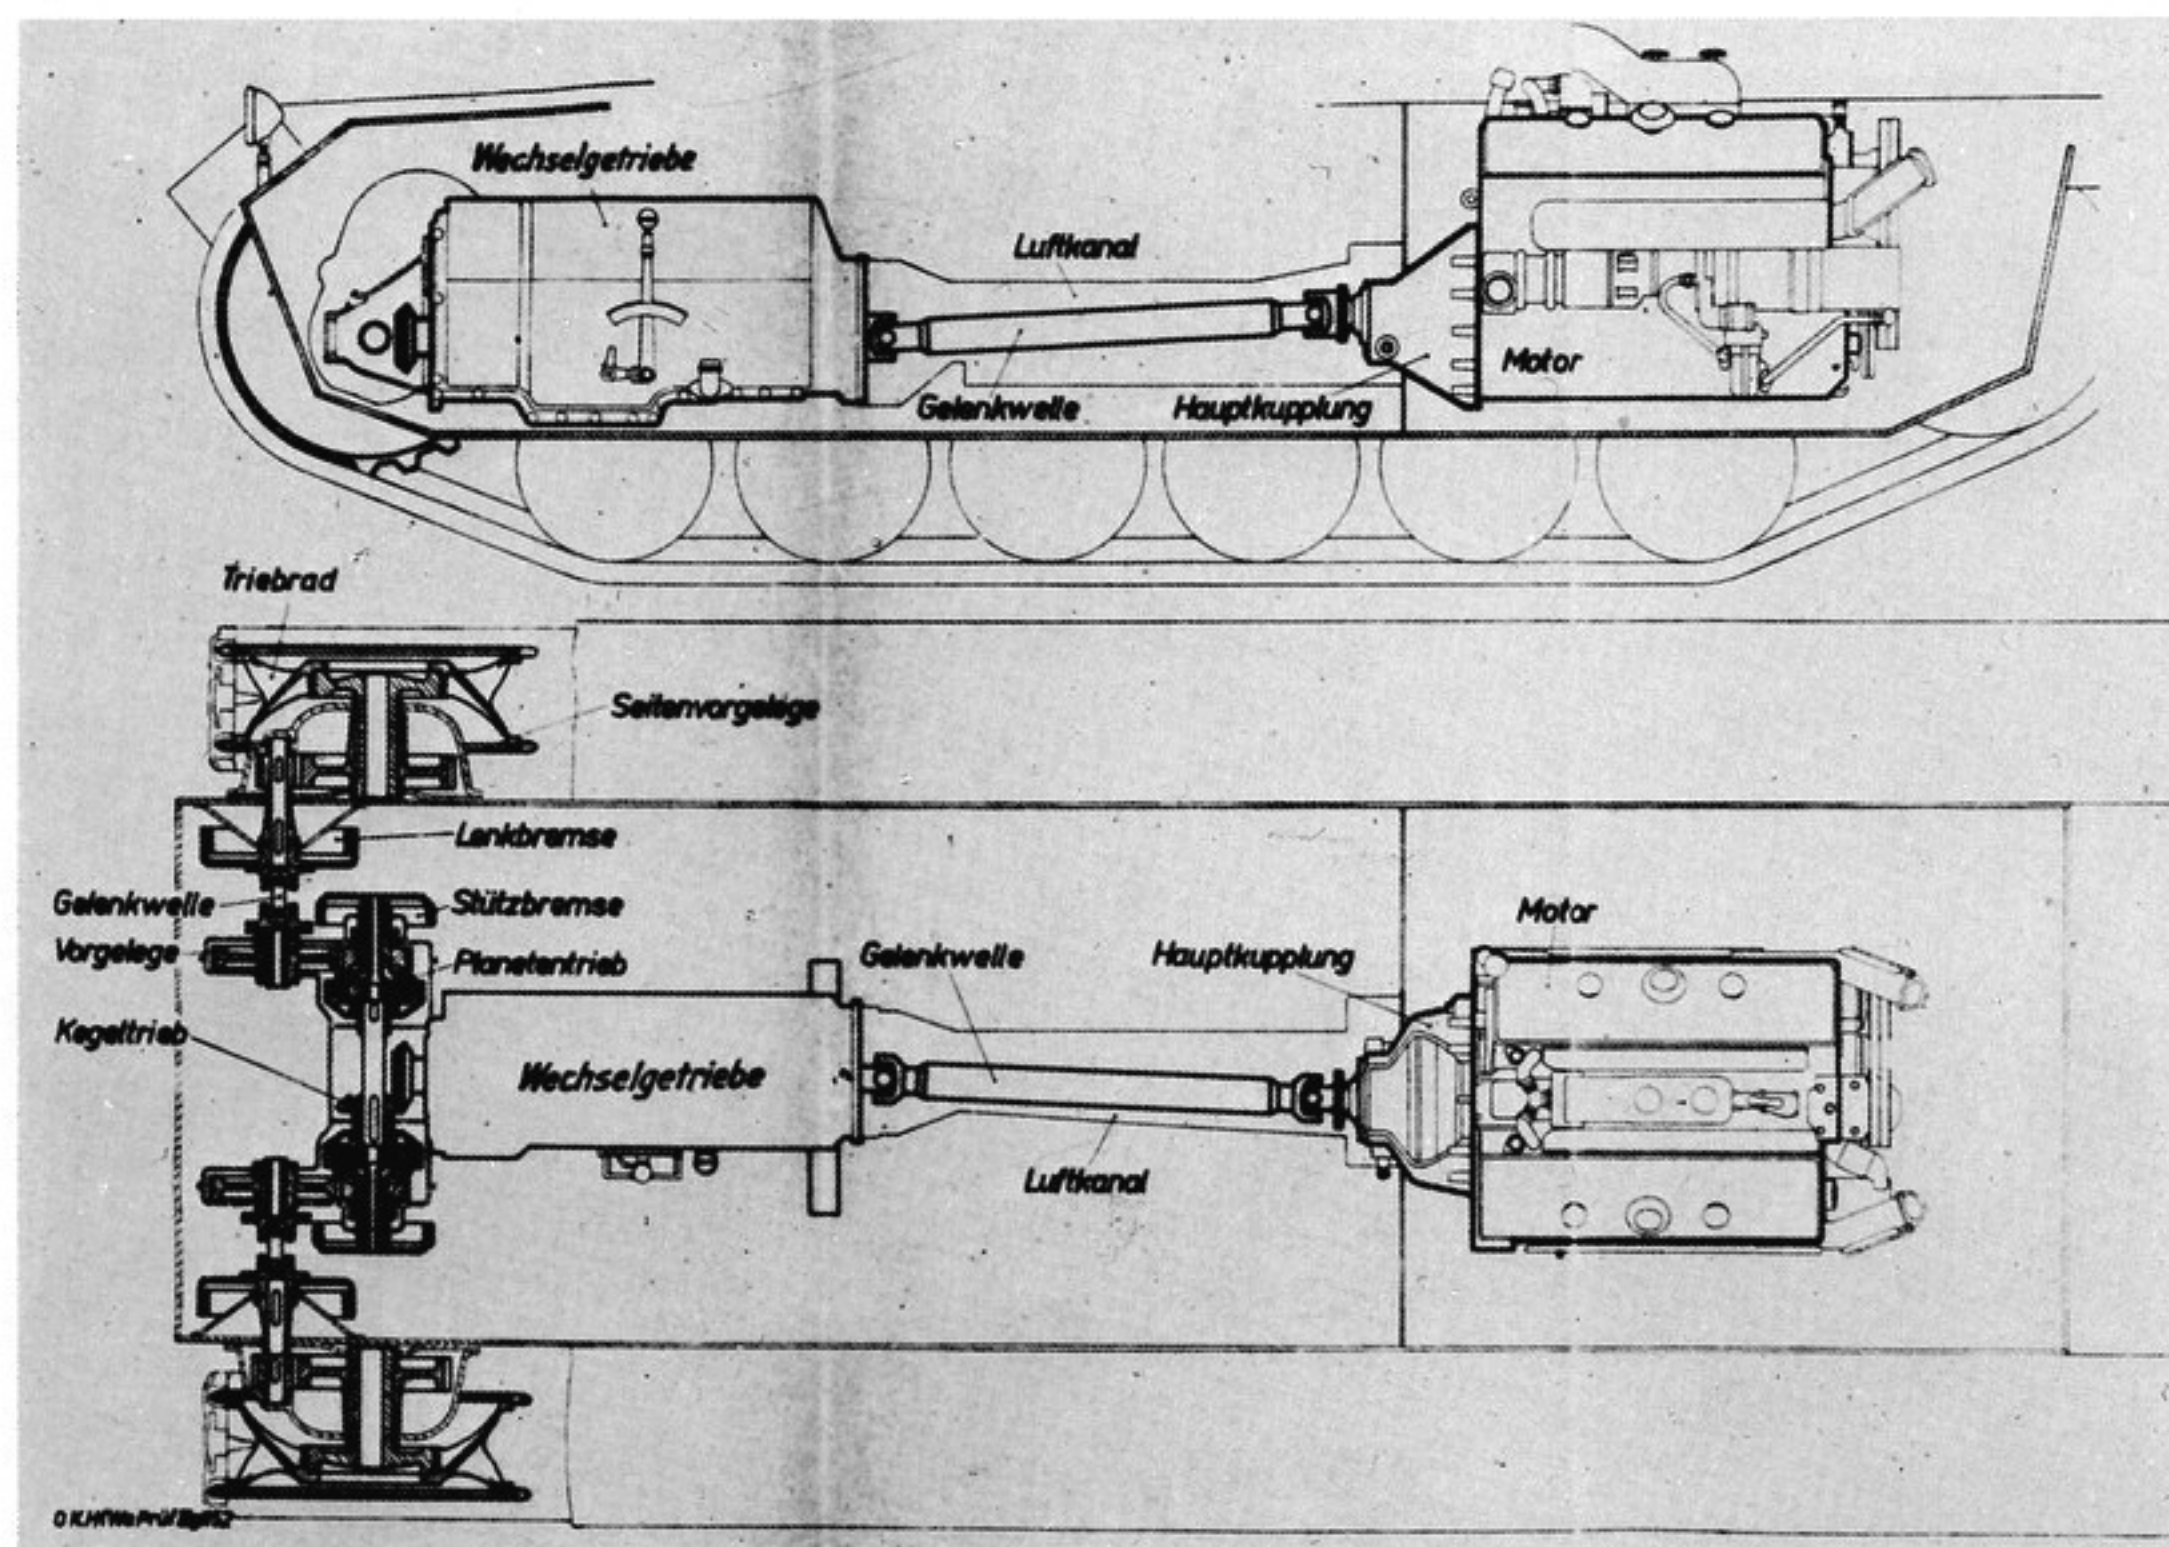 Wechselgetriebe
Luftkanal
Gelenkwelle
Hauptkupplung
Motor
Triebrad
Seitenvorgelege
Lenkbremse
Gelenkwelle
Stützbremse
Vorgelege
Planetentrieb
Kegeltrieb
Wechselgetriebe
Gelenkwelle
Hauptkupplung
Motor
Luftkanal